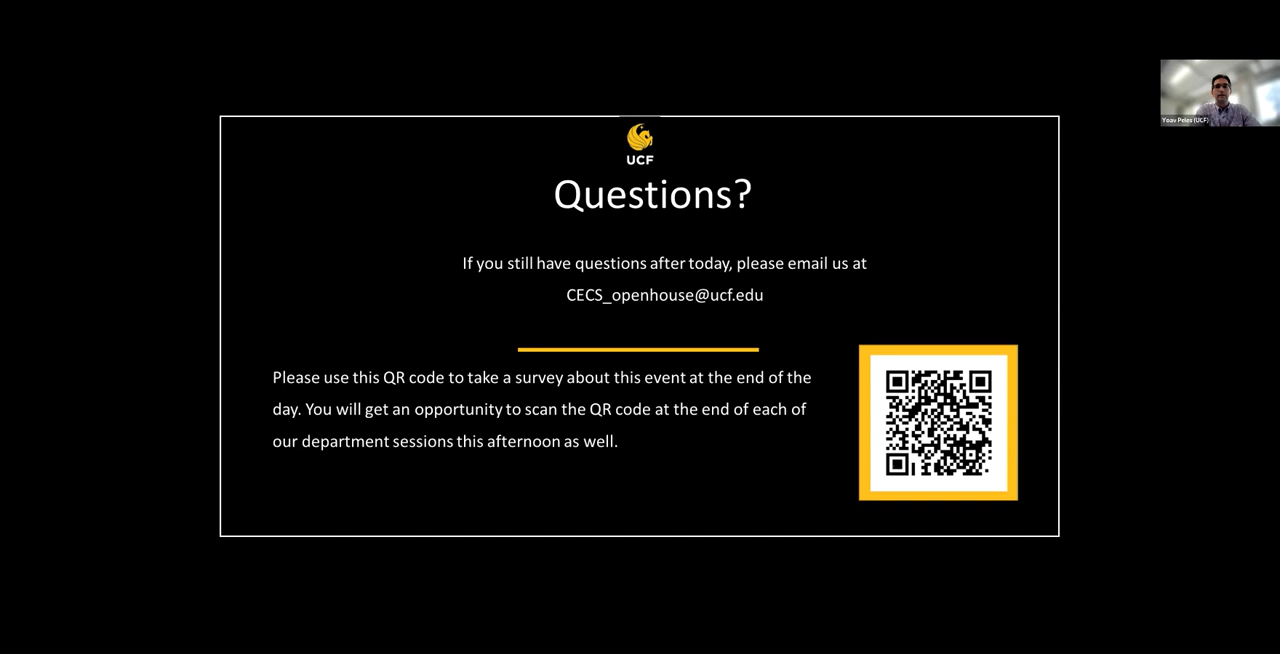 UCF
Questions?
If you still have questions after today, please email us at
CECS_openhouse@ucf.edu
Please use this QR code to take a survey about this event at the end of the
day. You will get an opportunity to scan the QR code at the end of each of
our department sessions this afternoon as well.
Yoav Peles (UCF)